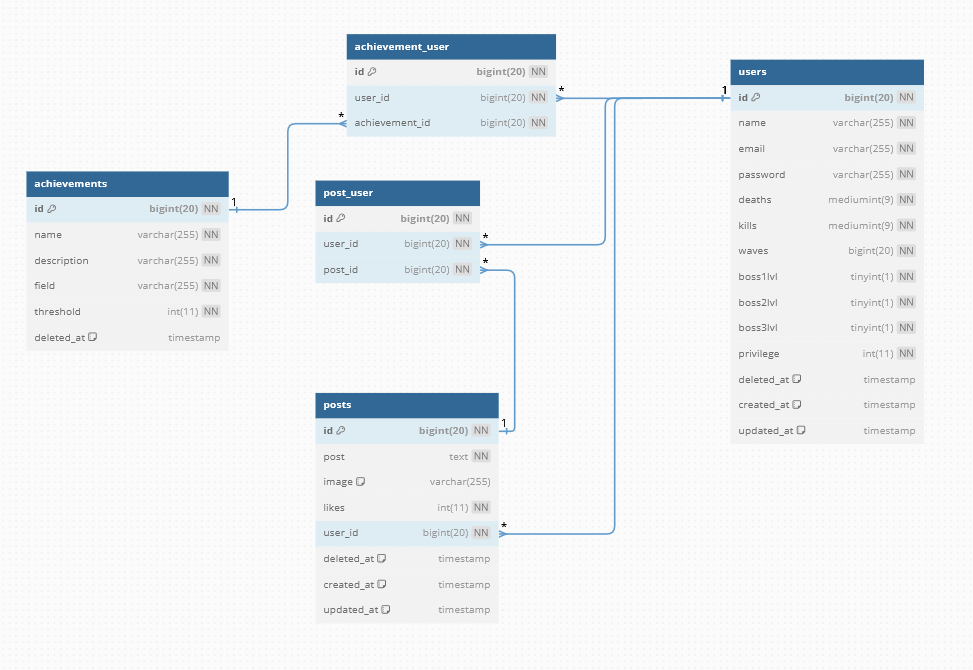 achievement_user
id bigint(20) NN
user_id bigint(20) NN
achievement_id bigint(20) NN
*
*
users
id bigint(20) NN
name varchar(255) NN
email varchar(255) NN
password varchar(255) NN
deaths mediumint(9) NN
kills mediumint(9) NN
waves bigint(20) NN
boss1lvl tinyint(1) NN
boss2lvl tinyint(1) NN
boss3lvl tinyint(1) NN
privilege int(11) NN
deleted_at timestamp
created_at timestamp
updated_at timestamp
1
achievements
id bigint(20) NN
name varchar(255) NN
description varchar(255) NN
field varchar(255) NN
threshold int(11) NN
deleted_at timestamp
1
post_user
id bigint(20) NN
user_id bigint(20) NN
post_id bigint(20) NN
*
*
posts
id bigint(20) NN
post text NN
image varchar(255)
likes int(11) NN
user_id bigint(20) NN
deleted_at timestamp
created_at timestamp
updated_at timestamp
1
*